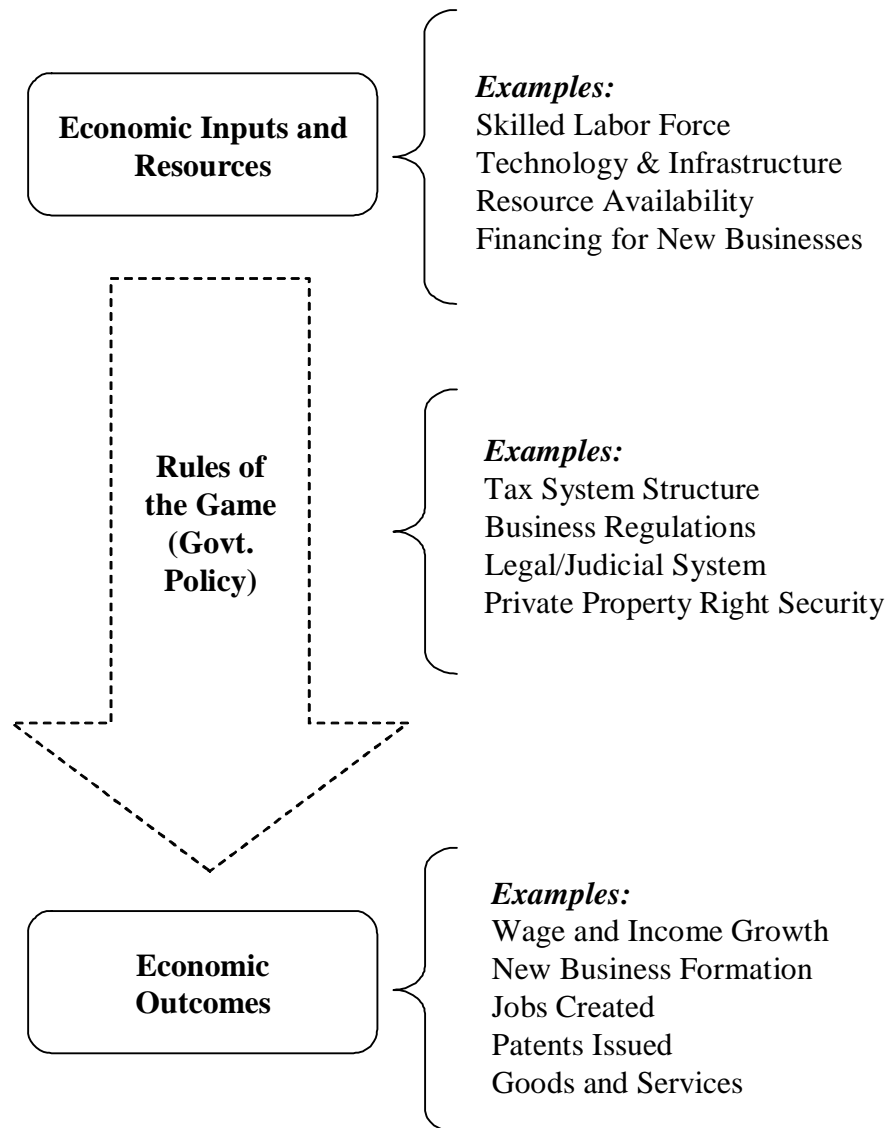 Economic Inputs and
Resources
Examples:
Skilled Labor Force
Technology & Infrastructure
Resource Availability
Financing for New Businesses
Rules of
the Game
(Govt.
Policy)
Examples:
Tax System Structure
Business Regulations
Legal/Judicial System
Private Property Right Security
Economic
Outcomes
Examples:
Wage and Income Growth
New Business Formation
Jobs Created
Patents Issued
Goods and Services